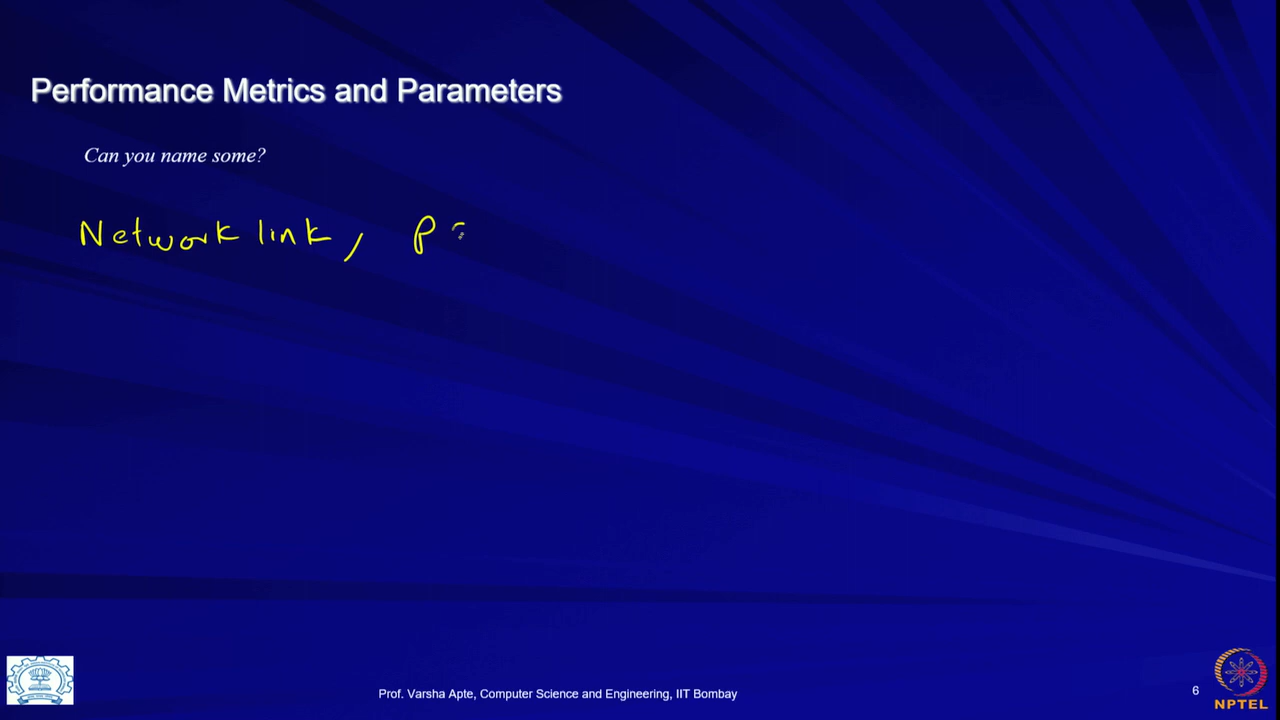 Performance Metrics and Parameters
Can you name some?
Network link, P
Prof. Varsha Apte, Computer Science and Engineering, IIT Bombay
6
NPTEL